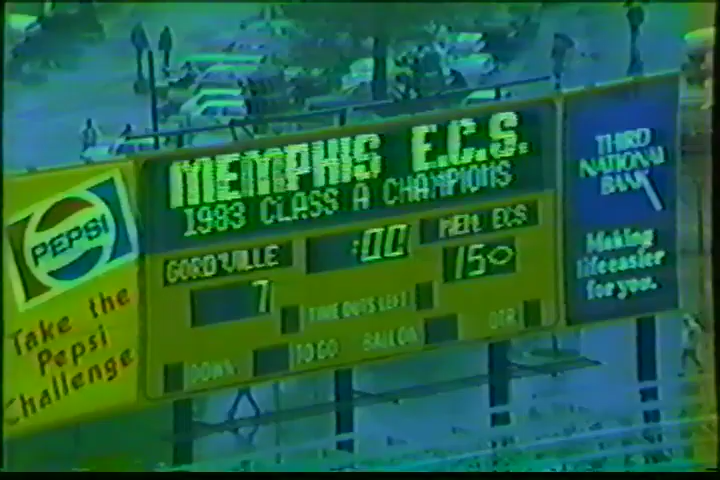 MEMPHIS E.C.S.
1983 CLASS A CHAMPIONS
GORD'VILLE :00 MEM ECS
7 15
TIME OUTS LEFT
DOWN TO GO BALL ON QTR
PEPSI
Take the
Pepsi
Challenge
THIRD
NATIONAL
BANK
Making
life easier
for you.